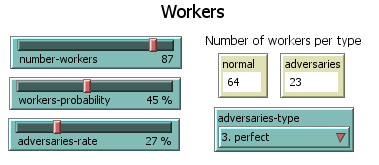 Workers
number-workers 87
workers-probability 45 %
adversaries-rate 27 %
Number of workers per type
normal adversaries
64 23
adversaries-type
3. perfect